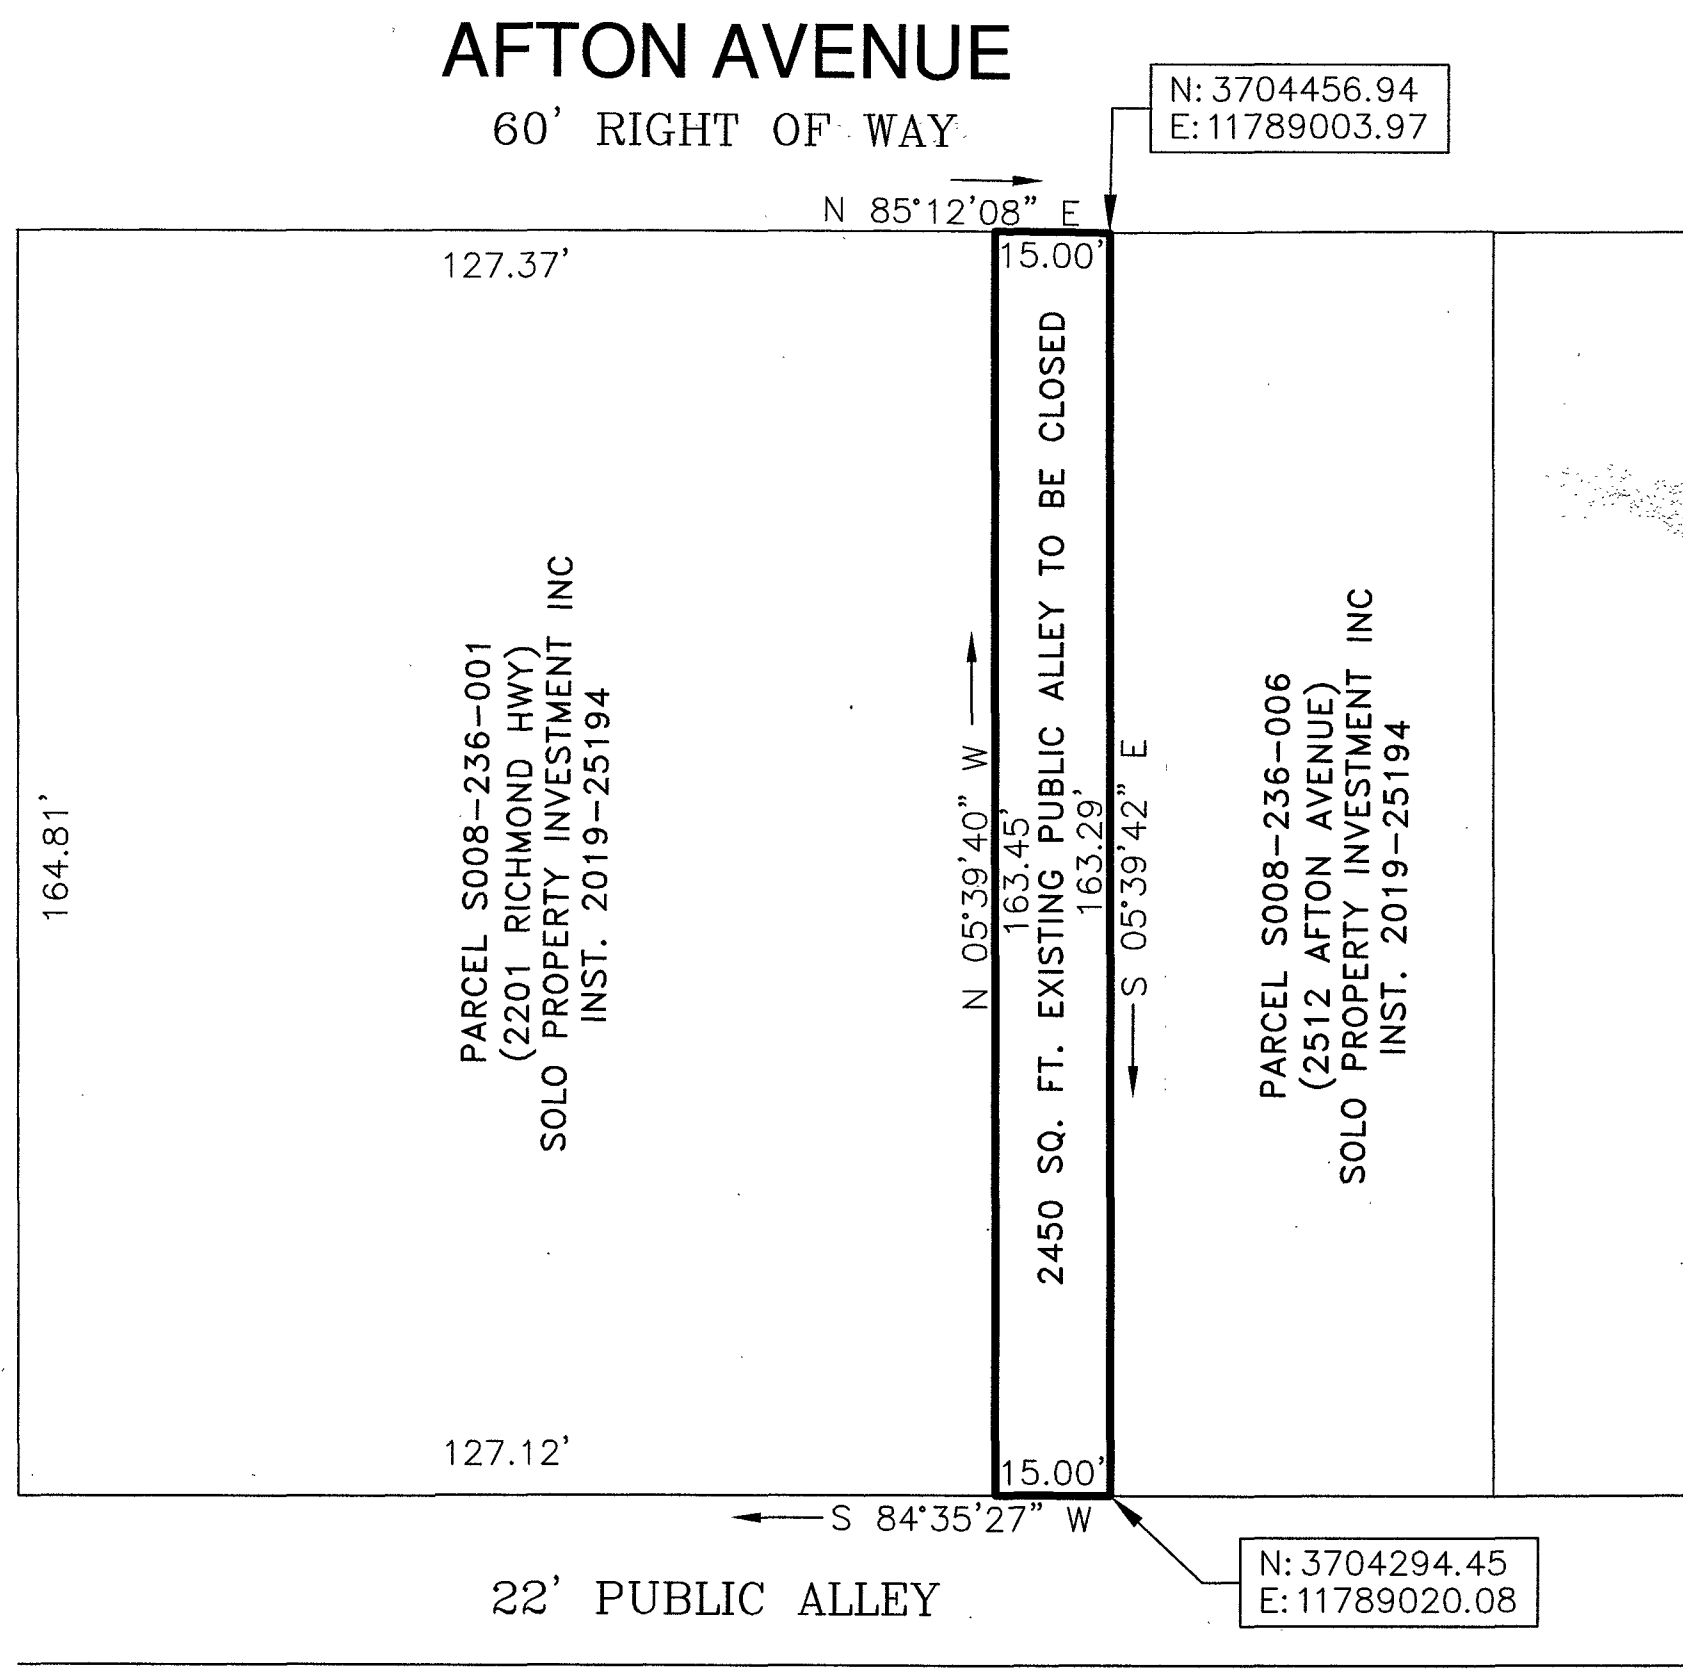 AFTON AVENUE
60' RIGHT OF WAY
N: 3704456.94
E: 11789003.97
N 85°12'08" E
127.37'
15.00'
164.81'
PARCEL S008-236-001
(2201 RICHMOND HWY)
SOLO PROPERTY INVESTMENT INC
INST. 2019-25194
N 05°39'40" W
163.45'
2450 SQ. FT. EXISTING PUBLIC ALLEY TO BE CLOSED
163.29'
S 05°39'42" E
PARCEL S008-236-006
(2512 AFTON AVENUE)
SOLO PROPERTY INVESTMENT INC
INST. 2019-25194
127.12'
15.00'
S 84°35'27" W
22' PUBLIC ALLEY
N: 3704294.45
E: 11789020.08